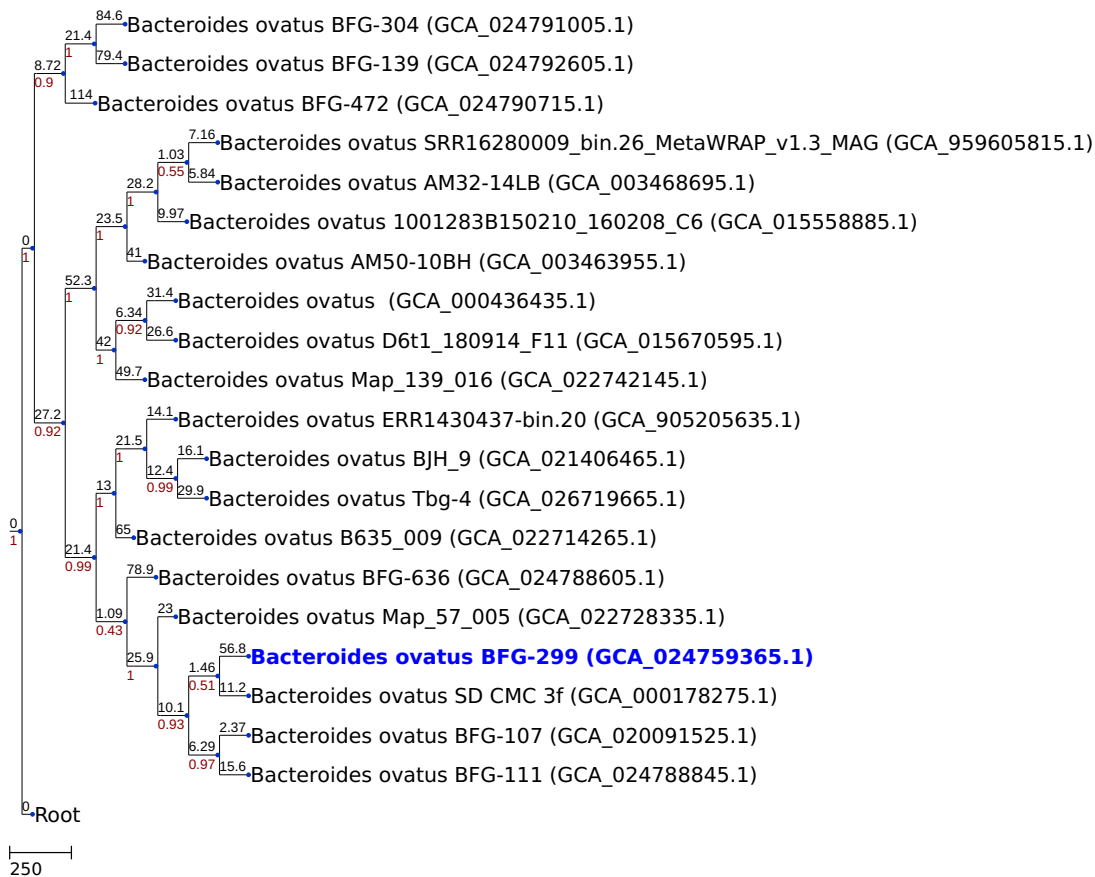 84.6
Bacteroides ovatus BFG-304 (GCA_024791005.1)
21.4
1
79.4
Bacteroides ovatus BFG-139 (GCA_024792605.1)
8.72
0.9
114
Bacteroides ovatus BFG-472 (GCA_024790715.1)
7.16
Bacteroides ovatus SRR16280009_bin.26_MetaWRAP_v1.3_MAG (GCA_959605815.1)
1.03
0.55
5.84
Bacteroides ovatus AM32-14LB (GCA_003468695.1)
28.2
1
9.97
Bacteroides ovatus 1001283B150210_160208_C6 (GCA_015558885.1)
23.5
1
0
1
41
Bacteroides ovatus AM50-10BH (GCA_003463955.1)
52.3
1
31.4
Bacteroides ovatus  (GCA_000436435.1)
6.34
0.92
26.6
Bacteroides ovatus D6t1_180914_F11 (GCA_015670595.1)
42
1
49.7
Bacteroides ovatus Map_139_016 (GCA_022742145.1)
27.2
0.92
14.1
Bacteroides ovatus ERR1430437-bin.20 (GCA_905205635.1)
21.5
1
16.1
Bacteroides ovatus BJH_9 (GCA_021406465.1)
12.4
0.99
29.9
Bacteroides ovatus Tbg-4 (GCA_026719665.1)
13
1
65
Bacteroides ovatus B635_009 (GCA_022714265.1)
0
1
21.4
0.99
78.9
Bacteroides ovatus BFG-636 (GCA_024788605.1)
1.09
0.43
23
Bacteroides ovatus Map_57_005 (GCA_022728335.1)
25.9
1
56.8
Bacteroides ovatus BFG-299 (GCA_024759365.1)
1.46
0.51
11.2
Bacteroides ovatus SD CMC 3f (GCA_000178275.1)
10.1
0.93
2.37
Bacteroides ovatus BFG-107 (GCA_020091525.1)
6.29
0.97
15.6
Bacteroides ovatus BFG-111 (GCA_024788845.1)
0
Root
250